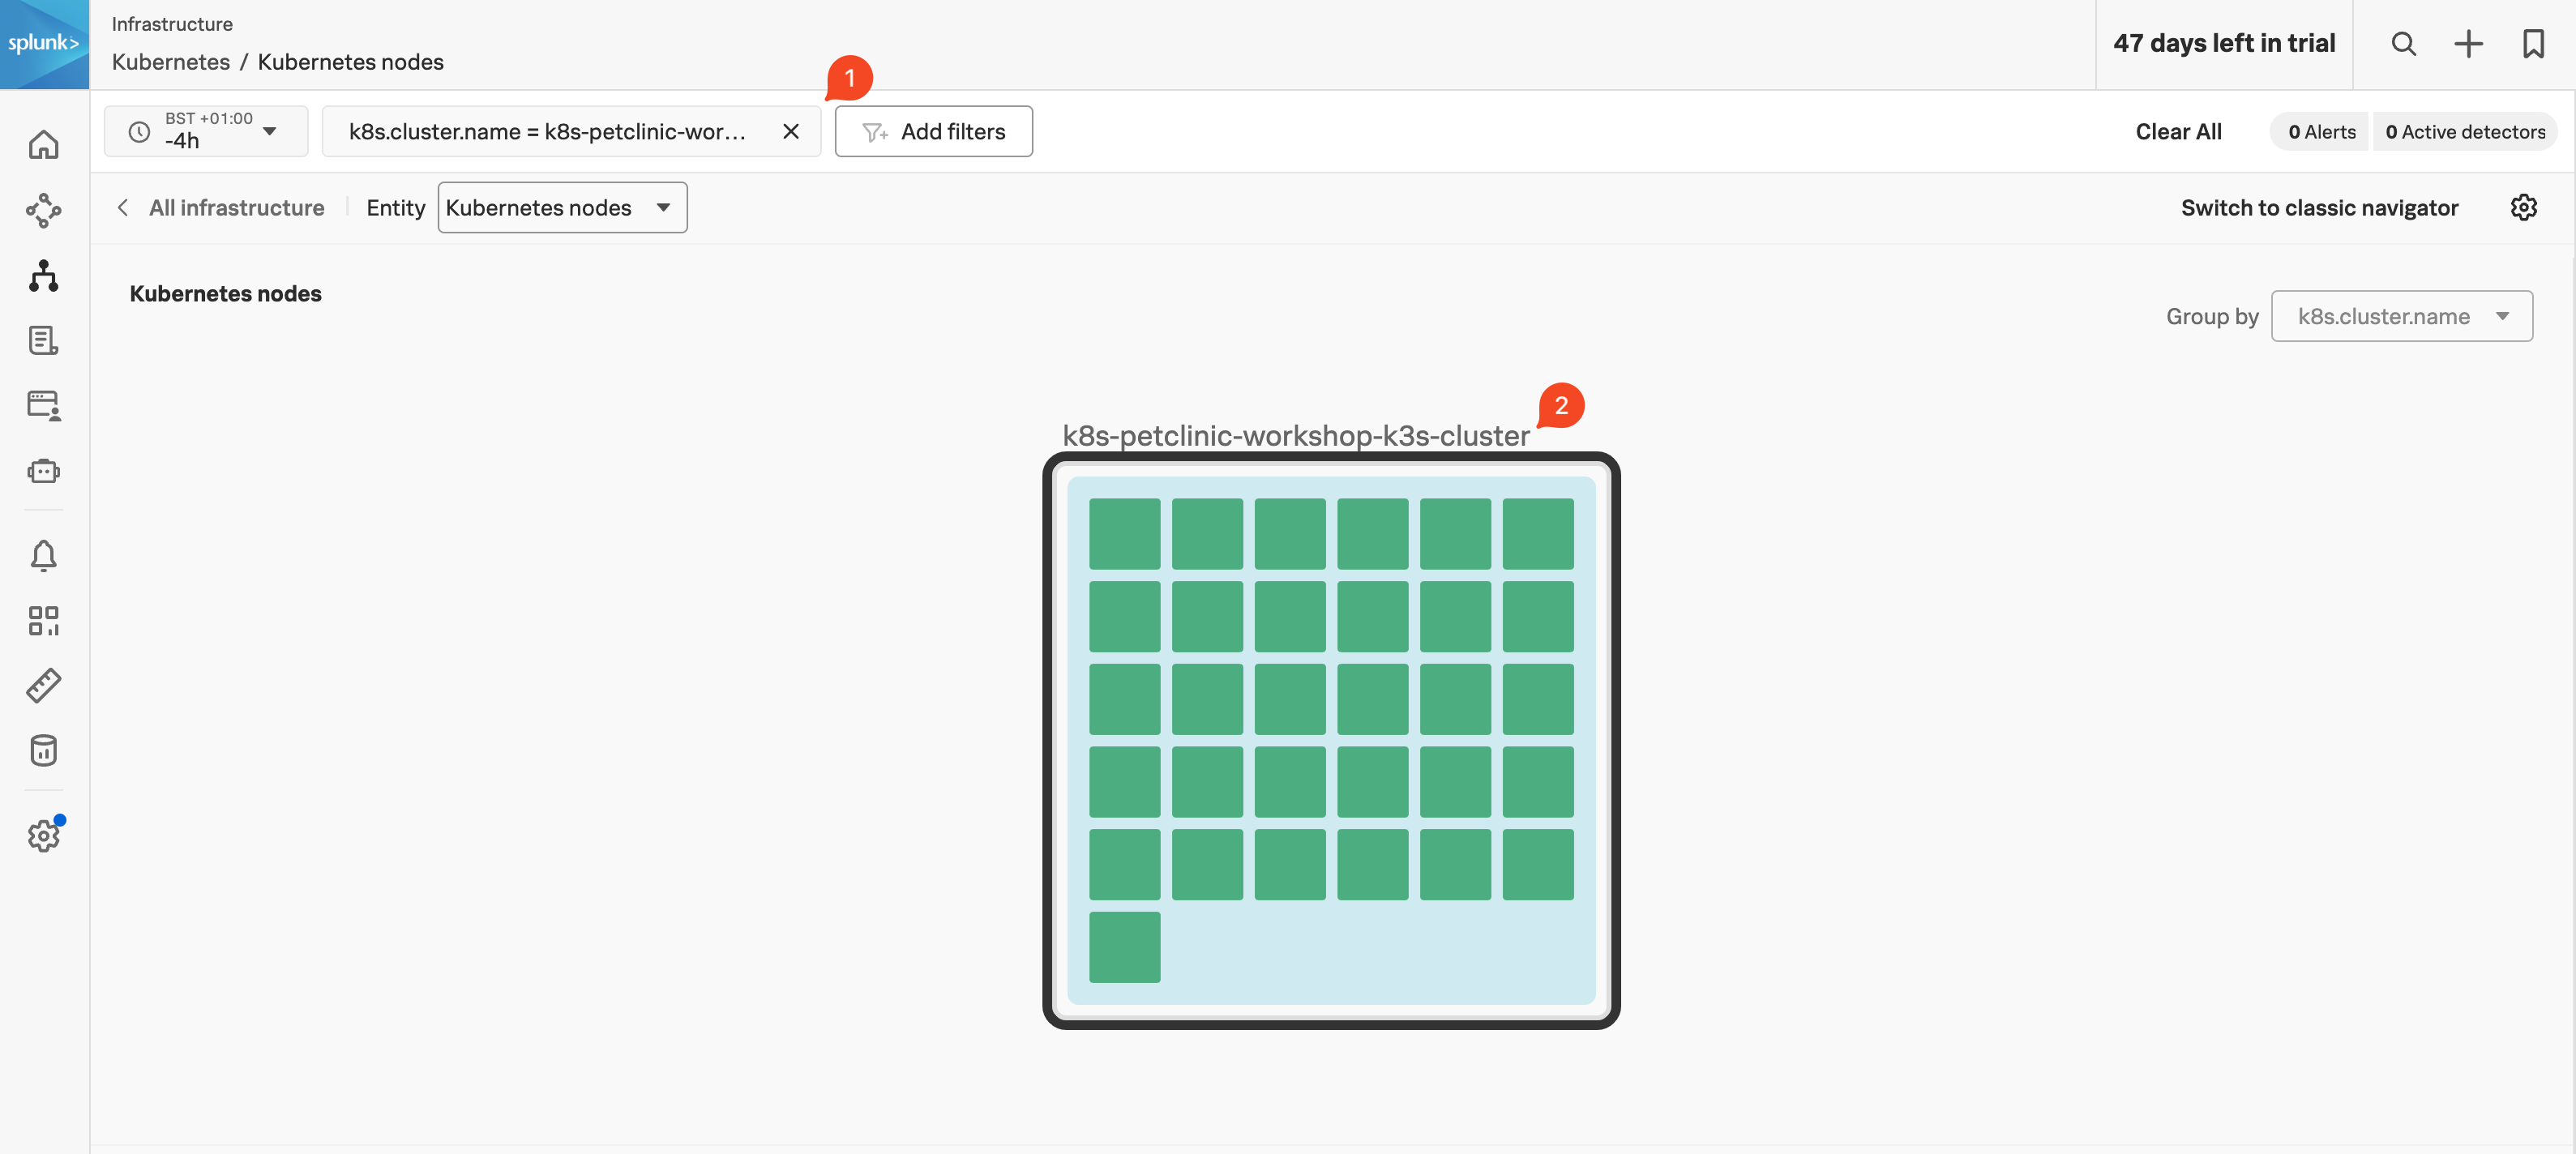 splunk>
Infrastructure
Kubernetes / Kubernetes nodes
47 days left in trial
1
BST +01:00
-4h
k8s.cluster.name = k8s-petclinic-wor...
Add filters
Clear All
0 Alerts
0 Active detectors
All infrastructure
Entity
Kubernetes nodes
Switch to classic navigator
Kubernetes nodes
Group by
k8s.cluster.name
2
k8s-petclinic-workshop-k3s-cluster